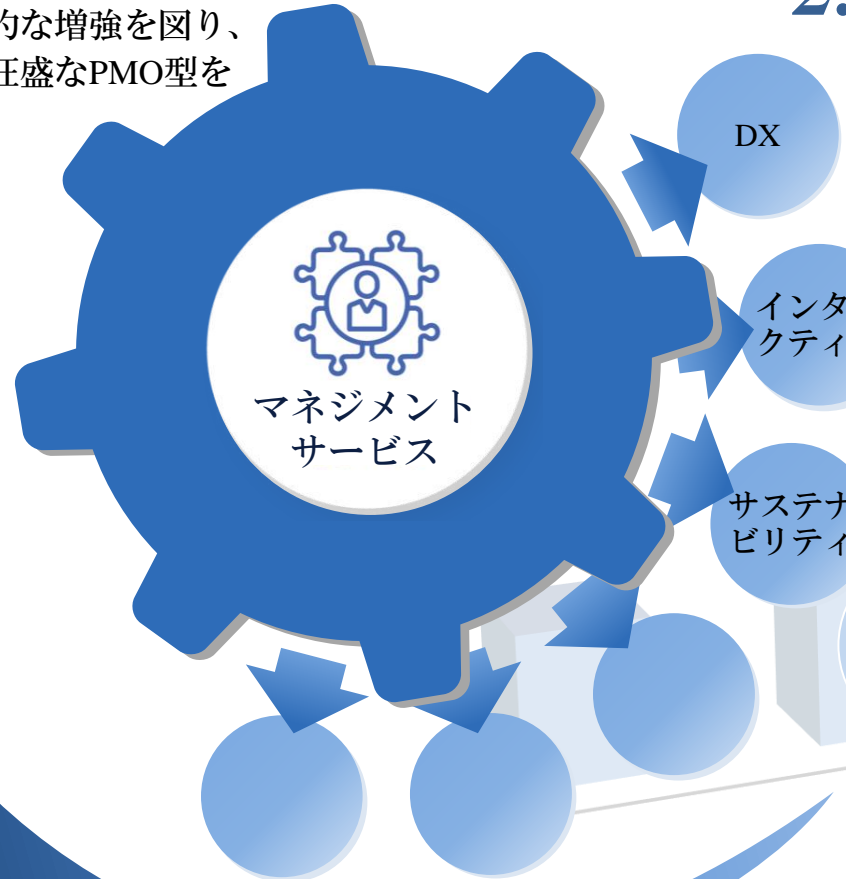 的な増強を図り、
旺盛なPMO型を
2.
DX
マネジメント
サービス
インタ
クティ
サステナ
ビリティ